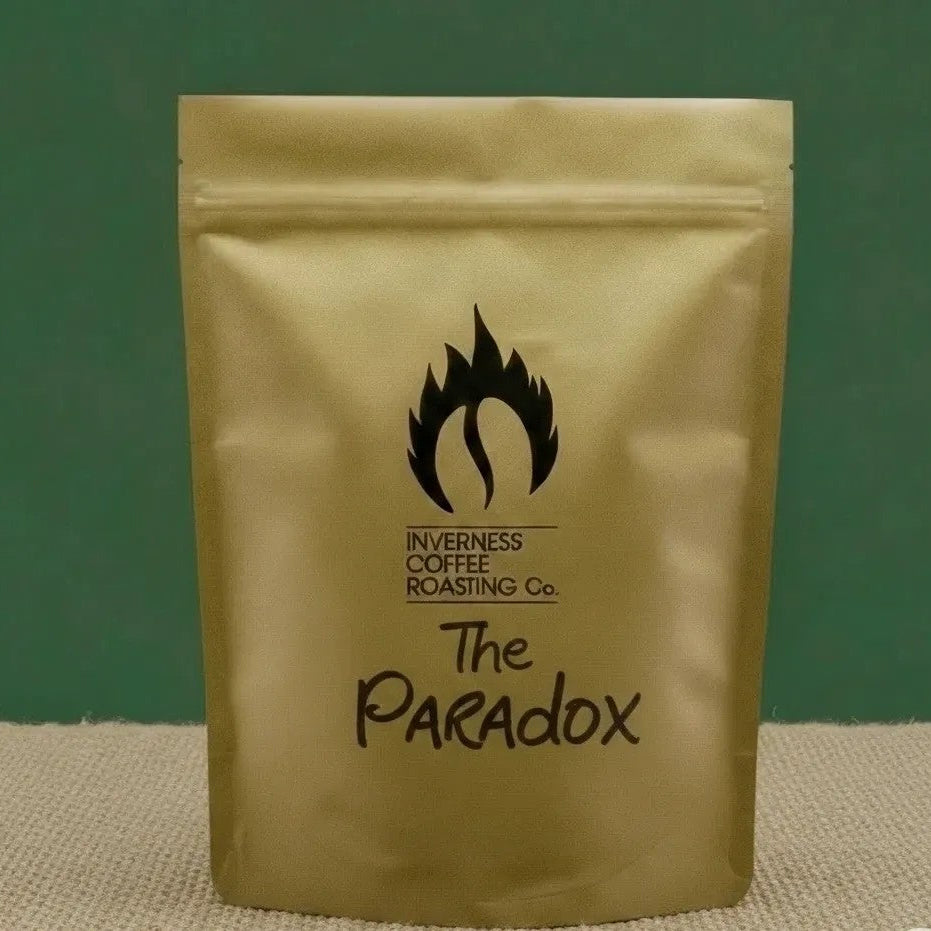 INVERNESS
COFFEE
ROASTING Co.
The
PARAdOX